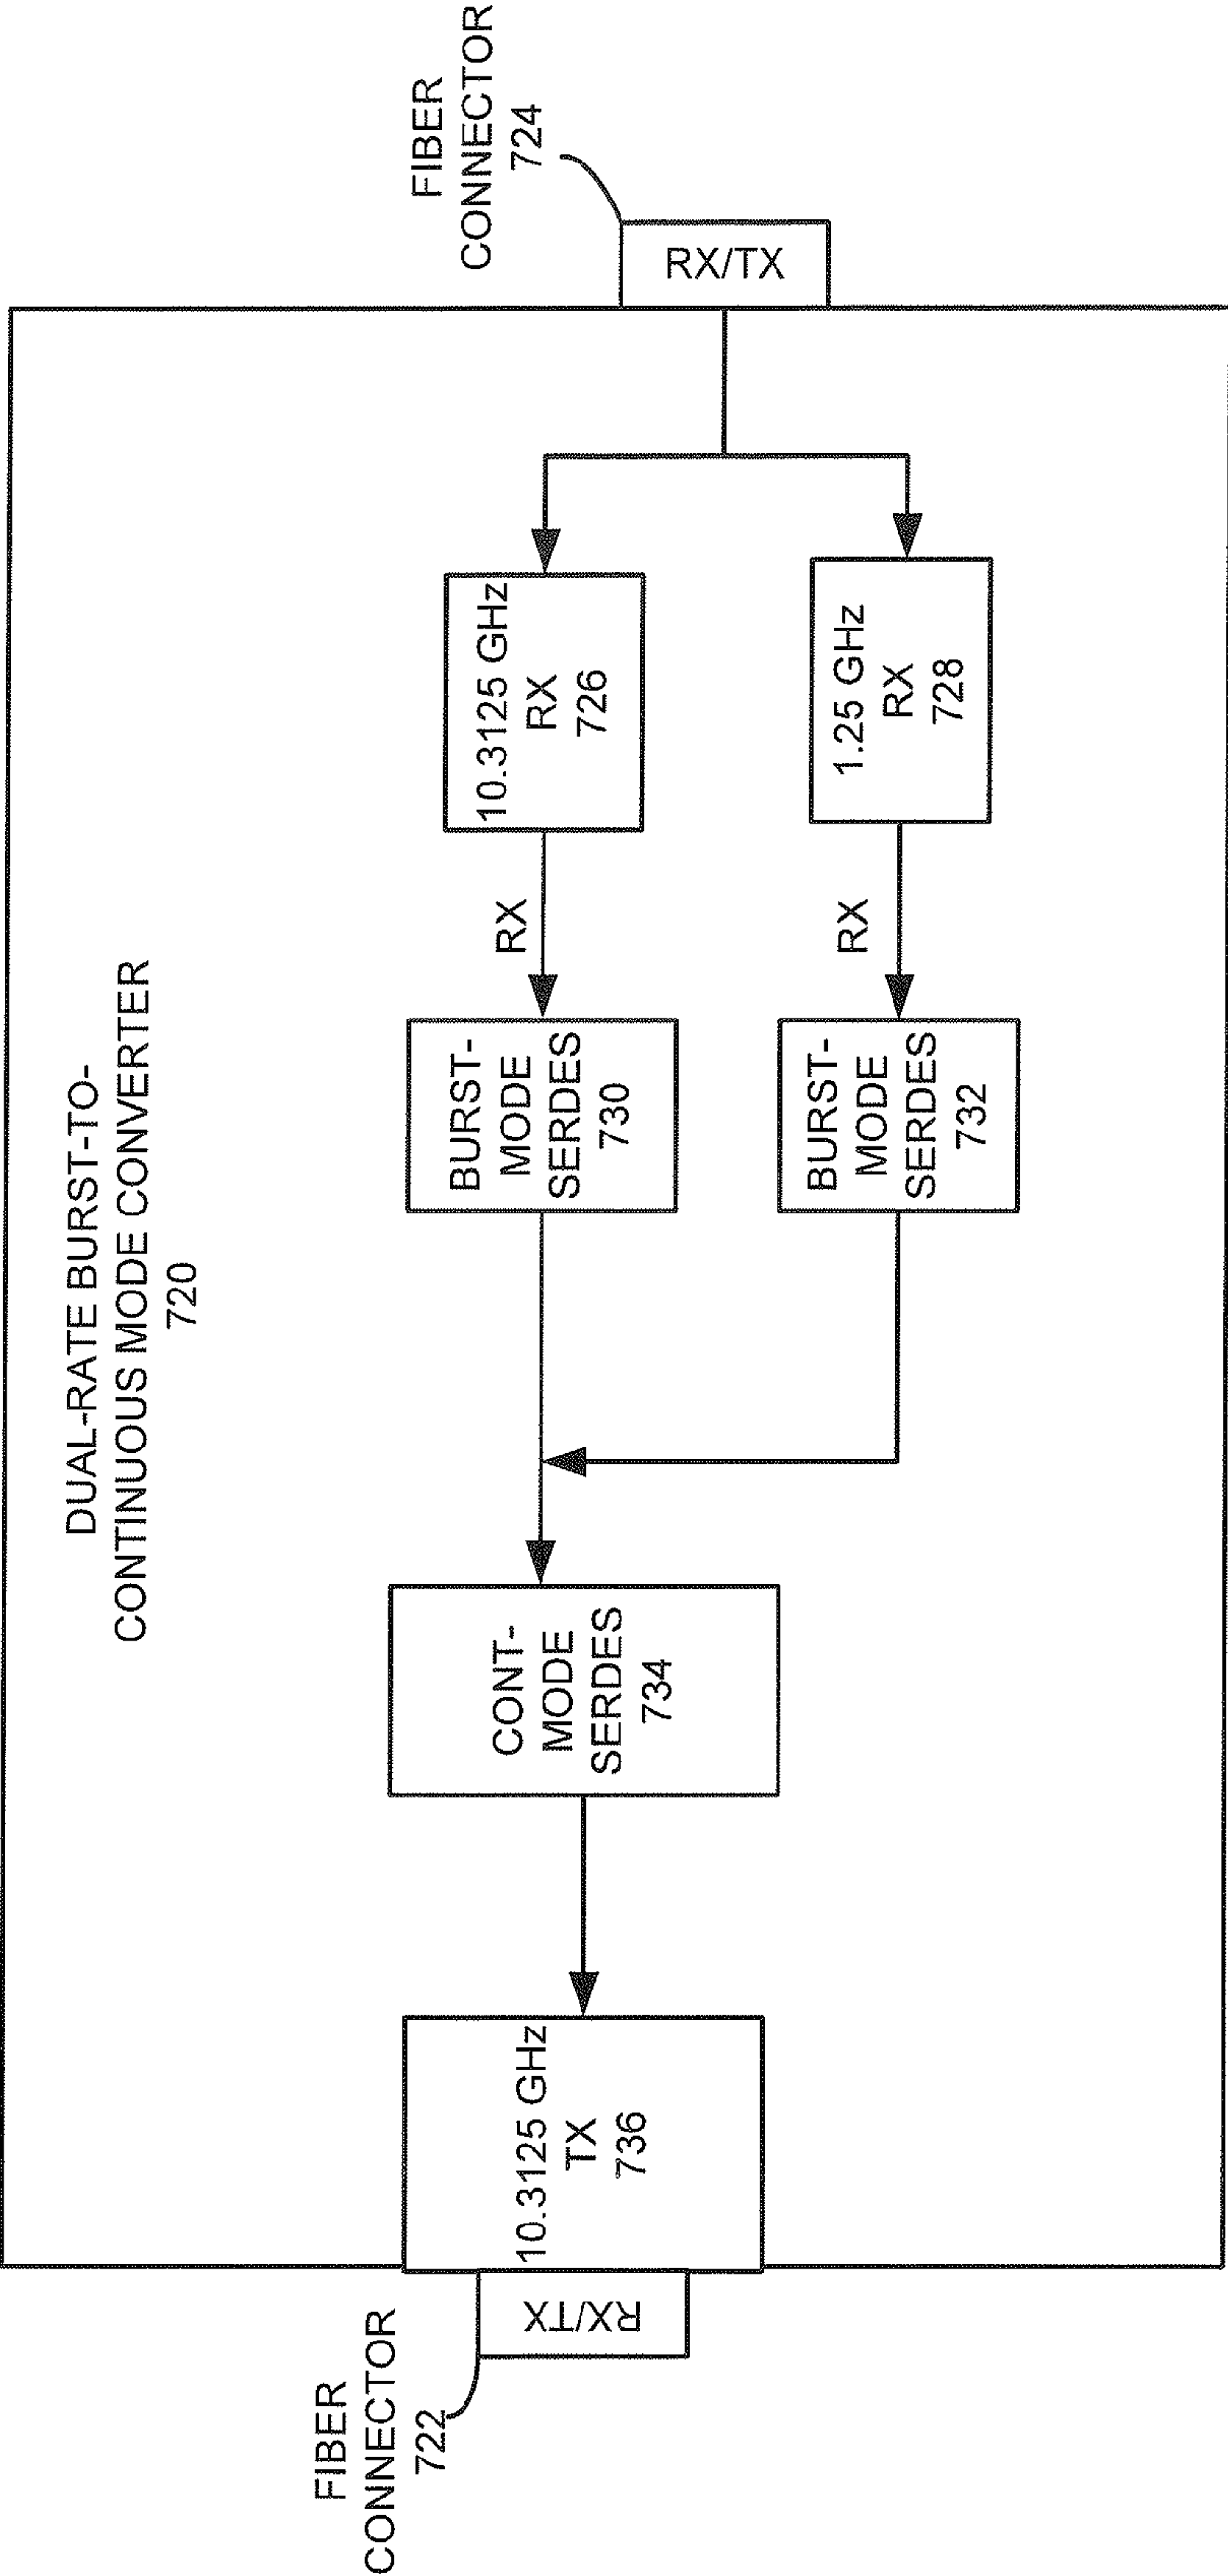 DUAL-RATE BURST-TO-
CONTINUOUS MODE CONVERTER
720
FIBER
CONNECTOR
722
RX/TX
10.3125 GHz
TX
736
CONT-
MODE
SERDES
734
BURST-
MODE
SERDES
730
RX
10.3125 GHz
RX
726
BURST-
MODE
SERDES
732
RX
1.25 GHz
RX
728
RX/TX
FIBER
CONNECTOR
724